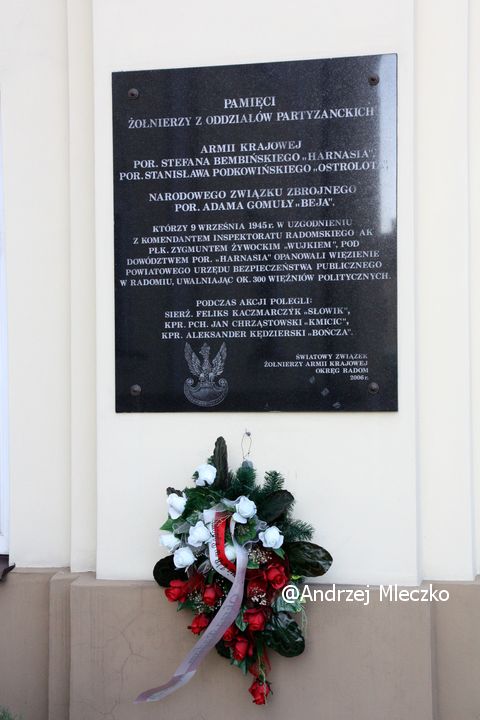 PAMIĘCI
ŻOŁNIERZY Z ODDZIAŁÓW PARTYZANCKICH
ARMII KRAJOWEJ
POR. STEFANA BEMBIŃSKIEGO „HARNASIA”,
POR. STANISŁAWA PODKOWIŃSKIEGO „OSTROLOTA”,
NARODOWEGO ZWIĄZKU ZBROJNEGO
POR. ADAMA GOMUŁY „BEJA”.
KTÓRZY 9 WRZEŚNIA 1945 r. W UZGODNIENIU
Z KOMENDANTEM INSPEKTORATU RADOMSKIEGO AK
PŁK. ZYGMUNTEM ŻYWOCKIM „WUJKIEM”, POD
DOWÓDZTWEM POR. „HARNASIA” OPANOWALI WIĘZIENIE
POWIATOWEGO URZĘDU BEZPIECZEŃSTWA PUBLICZNEGO
W RADOMIU, UWALNIAJĄC OK. 300 WIĘŹNIÓW POLITYCZNYCH.
PODCZAS AKCJI POLEGLI:
SIERŻ. FELIKS KACZMARCZYK „SŁOWIK”,
KPR. PCH. JAN CHRZĄSTOWSKI „KMICIC”,
KPR. ALEKSANDER KĘDZIERSKI „BOŃCZA”.
ŚWIATOWY ZWIĄZEK
ŻOŁNIERZY ARMII KRAJOWEJ
OKRĘG RADOM
2006 r.
@Andrzej Mleczko